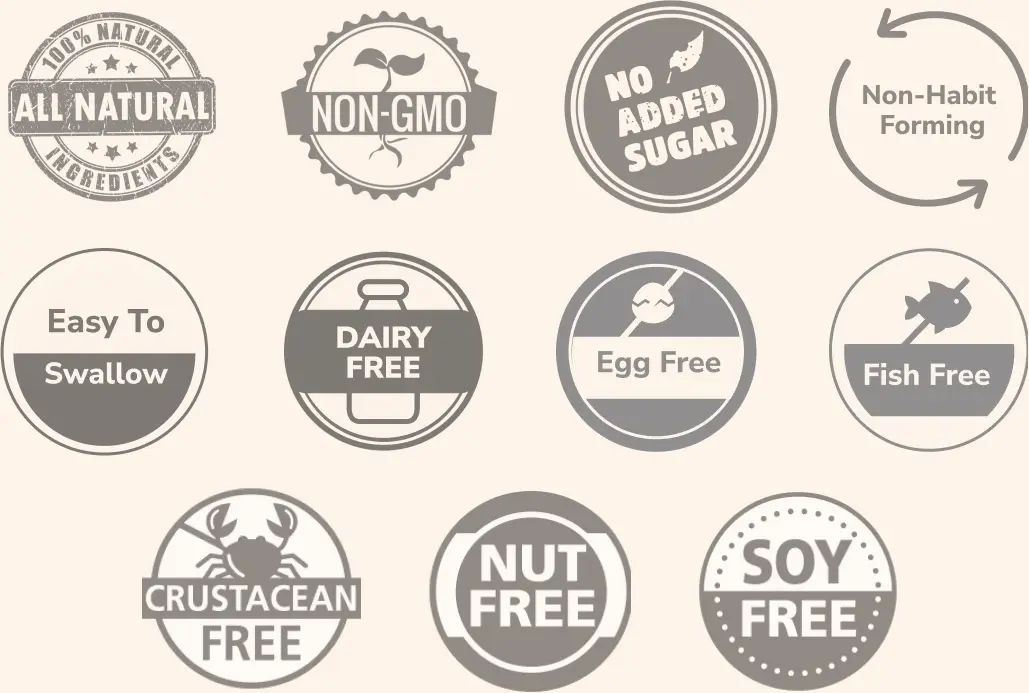 100% NATURAL
ALL NATURAL
INGREDIENTS
NON-GMO
NO
ADDED
SUGAR
Non-Habit
Forming
Easy To
Swallow
DAIRY
FREE
Egg Free
Fish Free
CRUSTACEAN
FREE
NUT
FREE
SOY
FREE